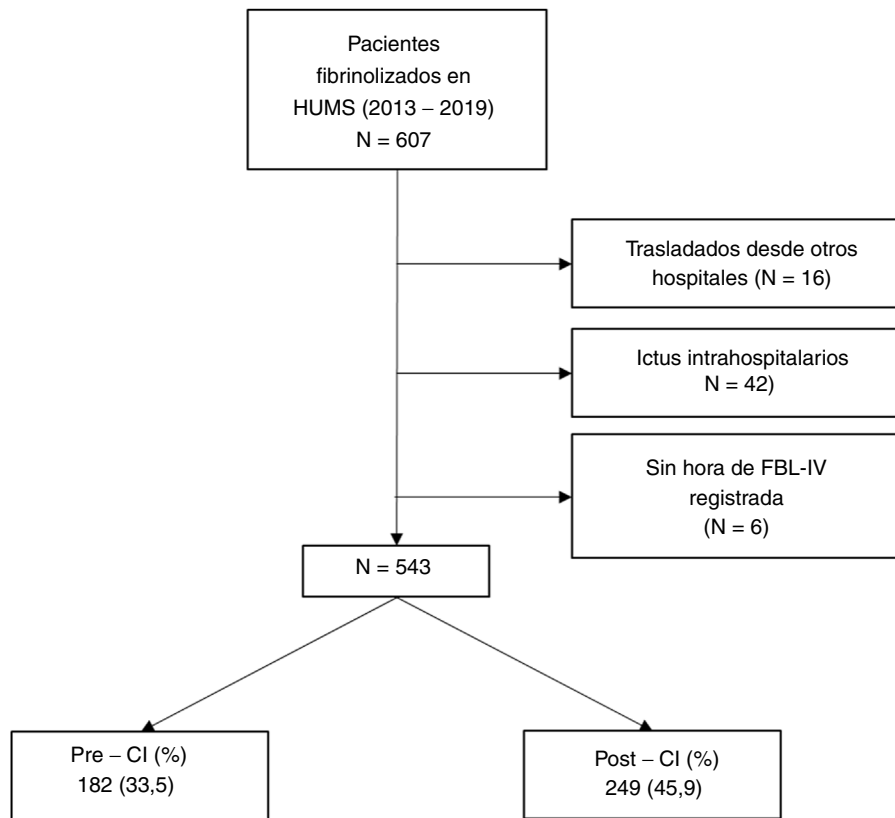 Pacientes
fibrinolizados en
HUMS (2013 – 2019)
N = 607
Trasladados desde otros
hospitales (N = 16)
Ictus intrahospitalarios
N = 42)
Sin hora de FBL-IV
registrada
(N = 6)
N = 543
Pre – CI (%)
182 (33,5)
Post – CI (%)
249 (45,9)